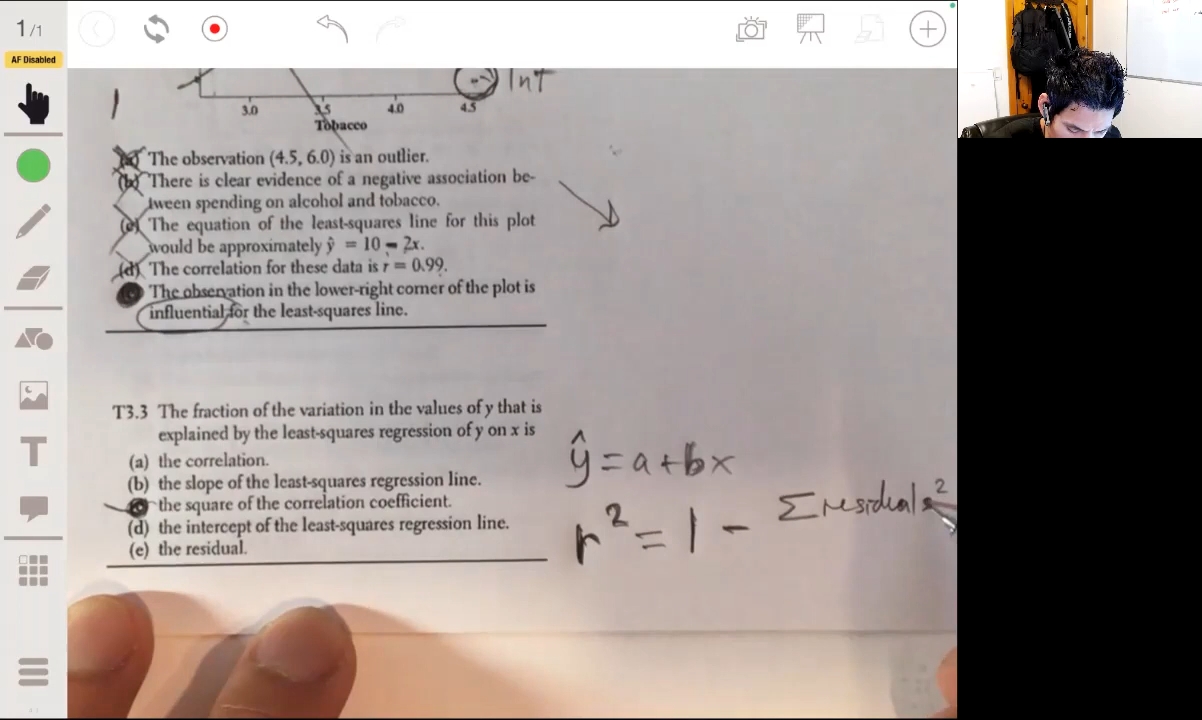 1/1
AF Disabled
1
Int
3.0 3.5 4.0 4.5
Tobacco
(a) The observation (4.5, 6.0) is an outlier.
(b) There is clear evidence of a negative association be-
tween spending on alcohol and tobacco.
(c) The equation of the least-squares line for this plot
would be approximately ŷ = 10 - 2x.
(d) The correlation for these data is r = 0.99.
The observation in the lower-right corner of the plot is
influential for the least-squares line.
T3.3 The fraction of the variation in the values of y that is
explained by the least-squares regression of y on x is
(a) the correlation.
(b) the slope of the least-squares regression line.
the square of the correlation coefficient.
(d) the intercept of the least-squares regression line.
(e) the residual.
ŷ = a + bx
r² = 1 - Σresiduals²
T